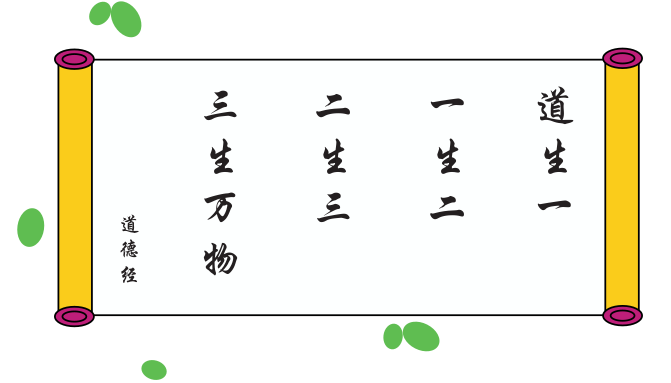 道生一
一生二
二生三
三生万物
道德经